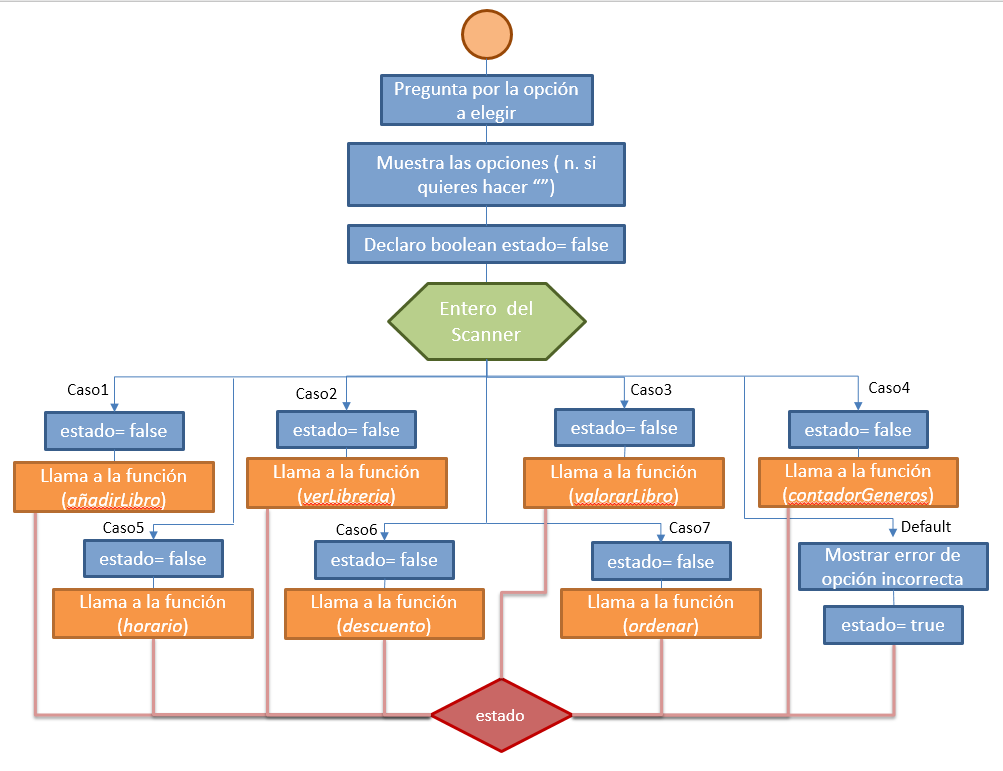 Pregunta por la opción
a elegir
Muestra las opciones ( n. si
quieres hacer “”)
Declaro boolean estado= false
Entero del
Scanner
Caso1
estado= false
Llama a la función
(añadirLibro)
Caso2
estado= false
Llama a la función
(verLibreria)
Caso3
estado= false
Llama a la función
(valorarLibro)
Caso4
estado= false
Llama a la función
(contadorGeneros)
Caso5
estado= false
Llama a la función
(horario)
Caso6
estado= false
Llama a la función
(descuento)
Caso7
estado= false
Llama a la función
(ordenar)
Default
Mostrar error de
opción incorrecta
estado= true
estado